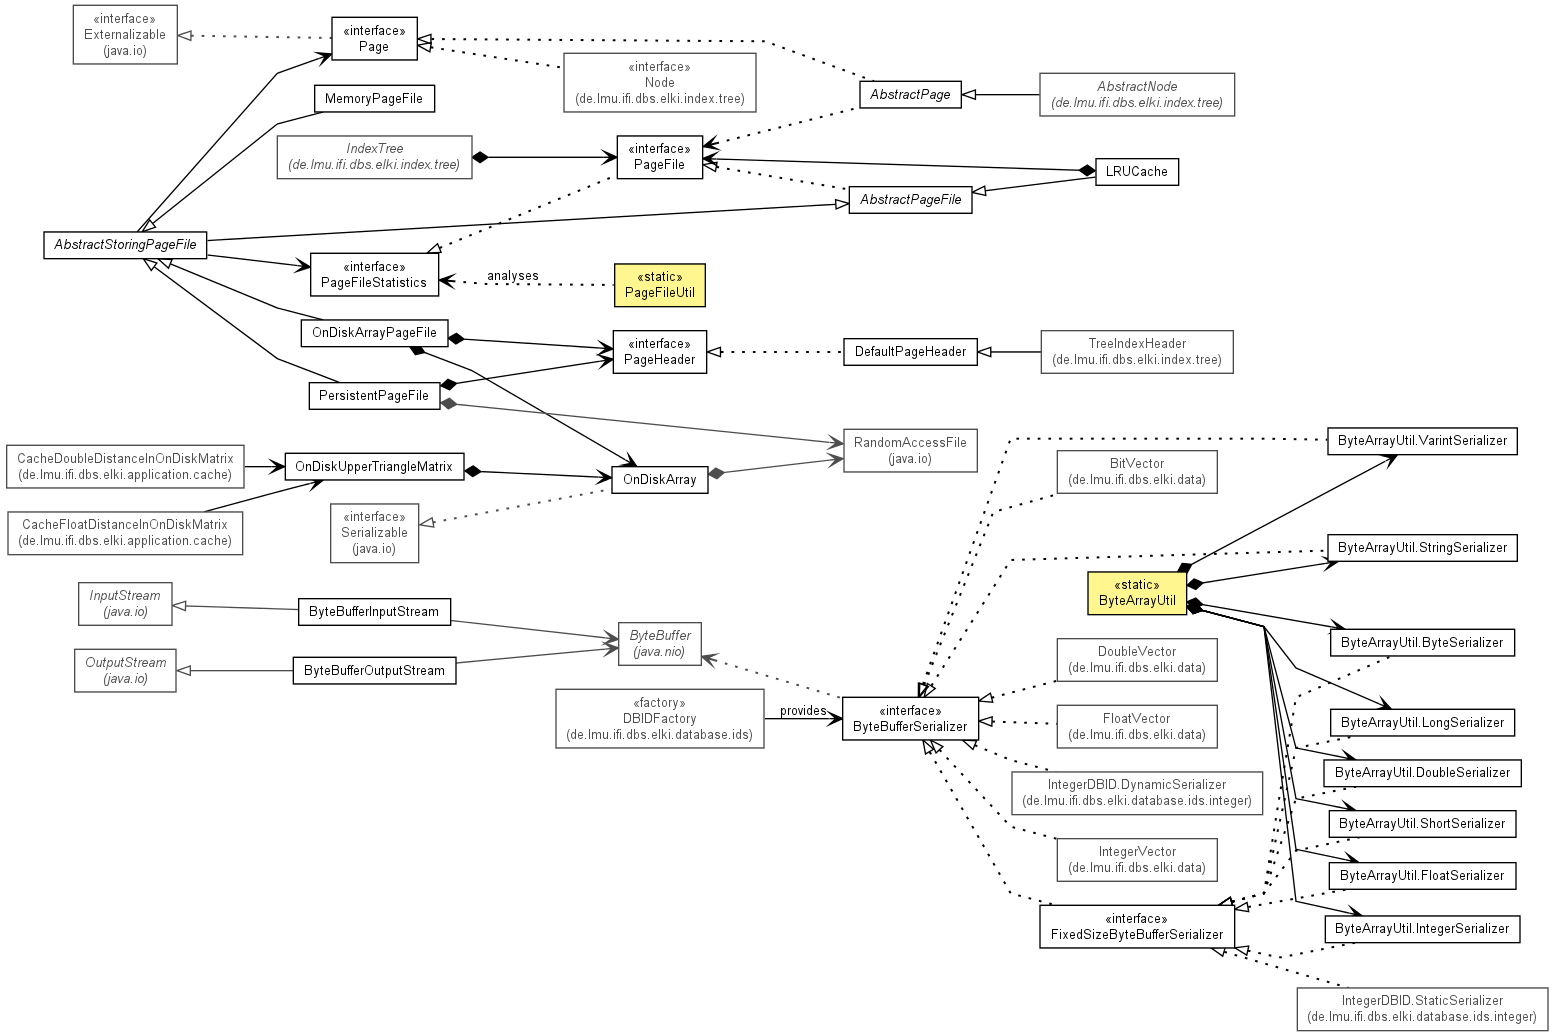 «interface»
Externalizable
(java.io)
«interface»
Page
«interface»
Node
(de.lmu.ifi.dbs.elki.index.tree)
AbstractPage
AbstractNode
(de.lmu.ifi.dbs.elki.index.tree)
MemoryPageFile
IndexTree
(de.lmu.ifi.dbs.elki.index.tree)
«interface»
PageFile
LRUCache
AbstractPageFile
AbstractStoringPageFile
«interface»
PageFileStatistics
analyses
«static»
PageFileUtil
OnDiskArrayPageFile
«interface»
PageHeader
DefaultPageHeader
TreeIndexHeader
(de.lmu.ifi.dbs.elki.index.tree)
PersistentPageFile
RandomAccessFile
(java.io)
CacheDoubleDistanceInOnDiskMatrix
(de.lmu.ifi.dbs.elki.application.cache)
OnDiskUpperTriangleMatrix
OnDiskArray
CacheFloatDistanceInOnDiskMatrix
(de.lmu.ifi.dbs.elki.application.cache)
«interface»
Serializable
(java.io)
ByteArrayUtil.VarintSerializer
BitVector
(de.lmu.ifi.dbs.elki.data)
ByteArrayUtil.StringSerializer
«static»
ByteArrayUtil
InputStream
(java.io)
ByteBufferInputStream
ByteBuffer
(java.nio)
OutputStream
(java.io)
ByteBufferOutputStream
ByteArrayUtil.ByteSerializer
DoubleVector
(de.lmu.ifi.dbs.elki.data)
«factory»
DBIDFactory
(de.lmu.ifi.dbs.elki.database.ids)
provides
«interface»
ByteBufferSerializer
FloatVector
(de.lmu.ifi.dbs.elki.data)
ByteArrayUtil.LongSerializer
IntegerDBID.DynamicSerializer
(de.lmu.ifi.dbs.elki.database.ids.integer)
ByteArrayUtil.DoubleSerializer
ByteArrayUtil.ShortSerializer
IntegerVector
(de.lmu.ifi.dbs.elki.data)
ByteArrayUtil.FloatSerializer
«interface»
FixedSizeByteBufferSerializer
ByteArrayUtil.IntegerSerializer
IntegerDBID.StaticSerializer
(de.lmu.ifi.dbs.elki.database.ids.integer)